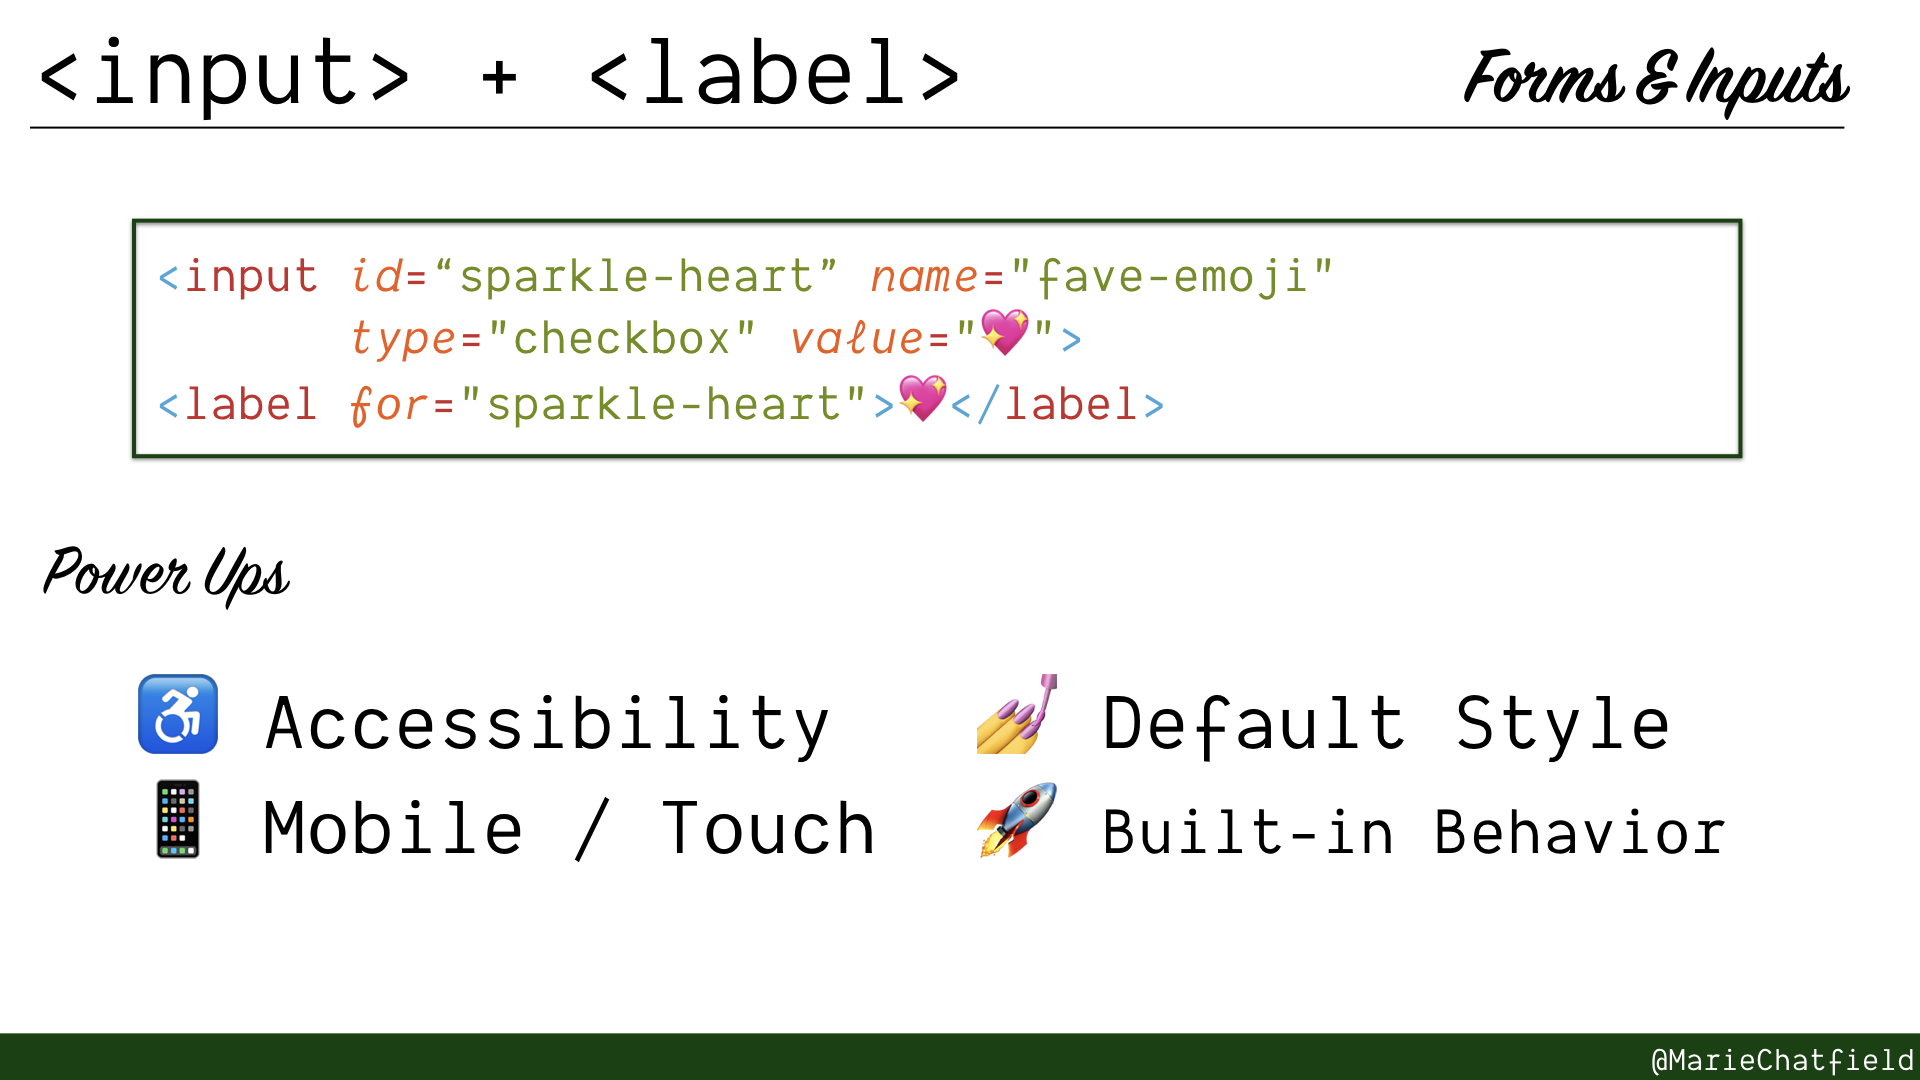 <input> + <label>
Forms & Inputs
<input id=“sparkle-heart” name="fave-emoji"
type="checkbox" value="💖">
<label for="sparkle-heart">💖</label>
Power Ups
♿ Accessibility
💅 Default Style
📱 Mobile / Touch
🚀 Built-in Behavior
@MarieChatfield